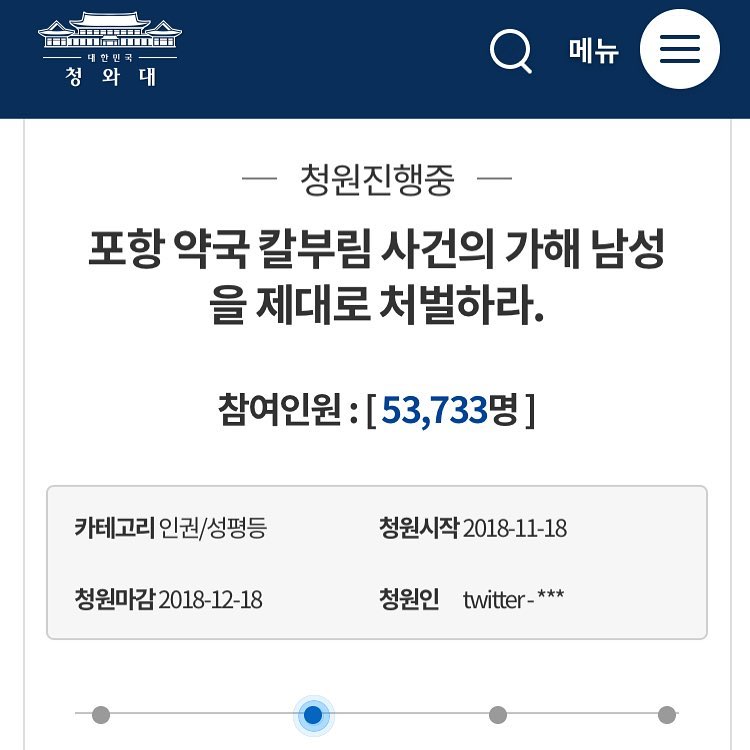 대한민국
청와대
메뉴
청원진행중
포항 약국 칼부림 사건의 가해 남성
을 제대로 처벌하라.
참여인원 : [ 53,733명 ]
카테고리 인권/성평등 청원시작 2018-11-18
청원마감 2018-12-18 청원인 twitter - ***